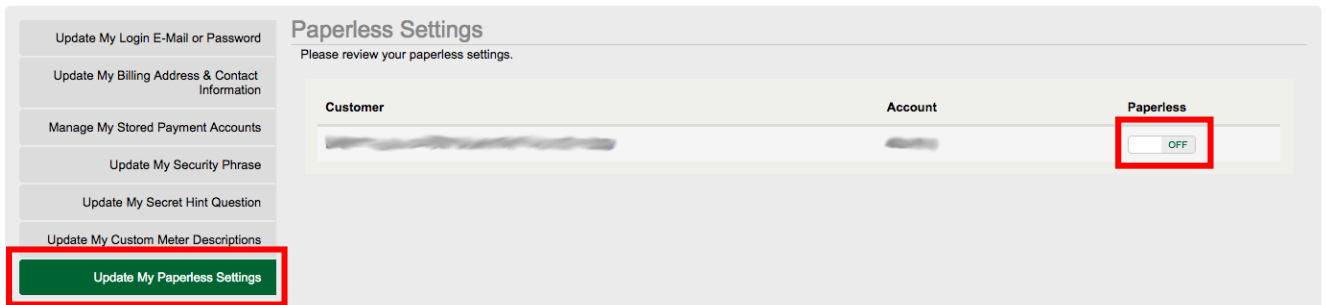 Update My Login E-Mail or Password
Update My Billing Address & Contact
Information
Manage My Stored Payment Accounts
Update My Security Phrase
Update My Secret Hint Question
Update My Custom Meter Descriptions
Update My Paperless Settings
Paperless Settings
Please review your paperless settings.
Customer Account Paperless
OFF